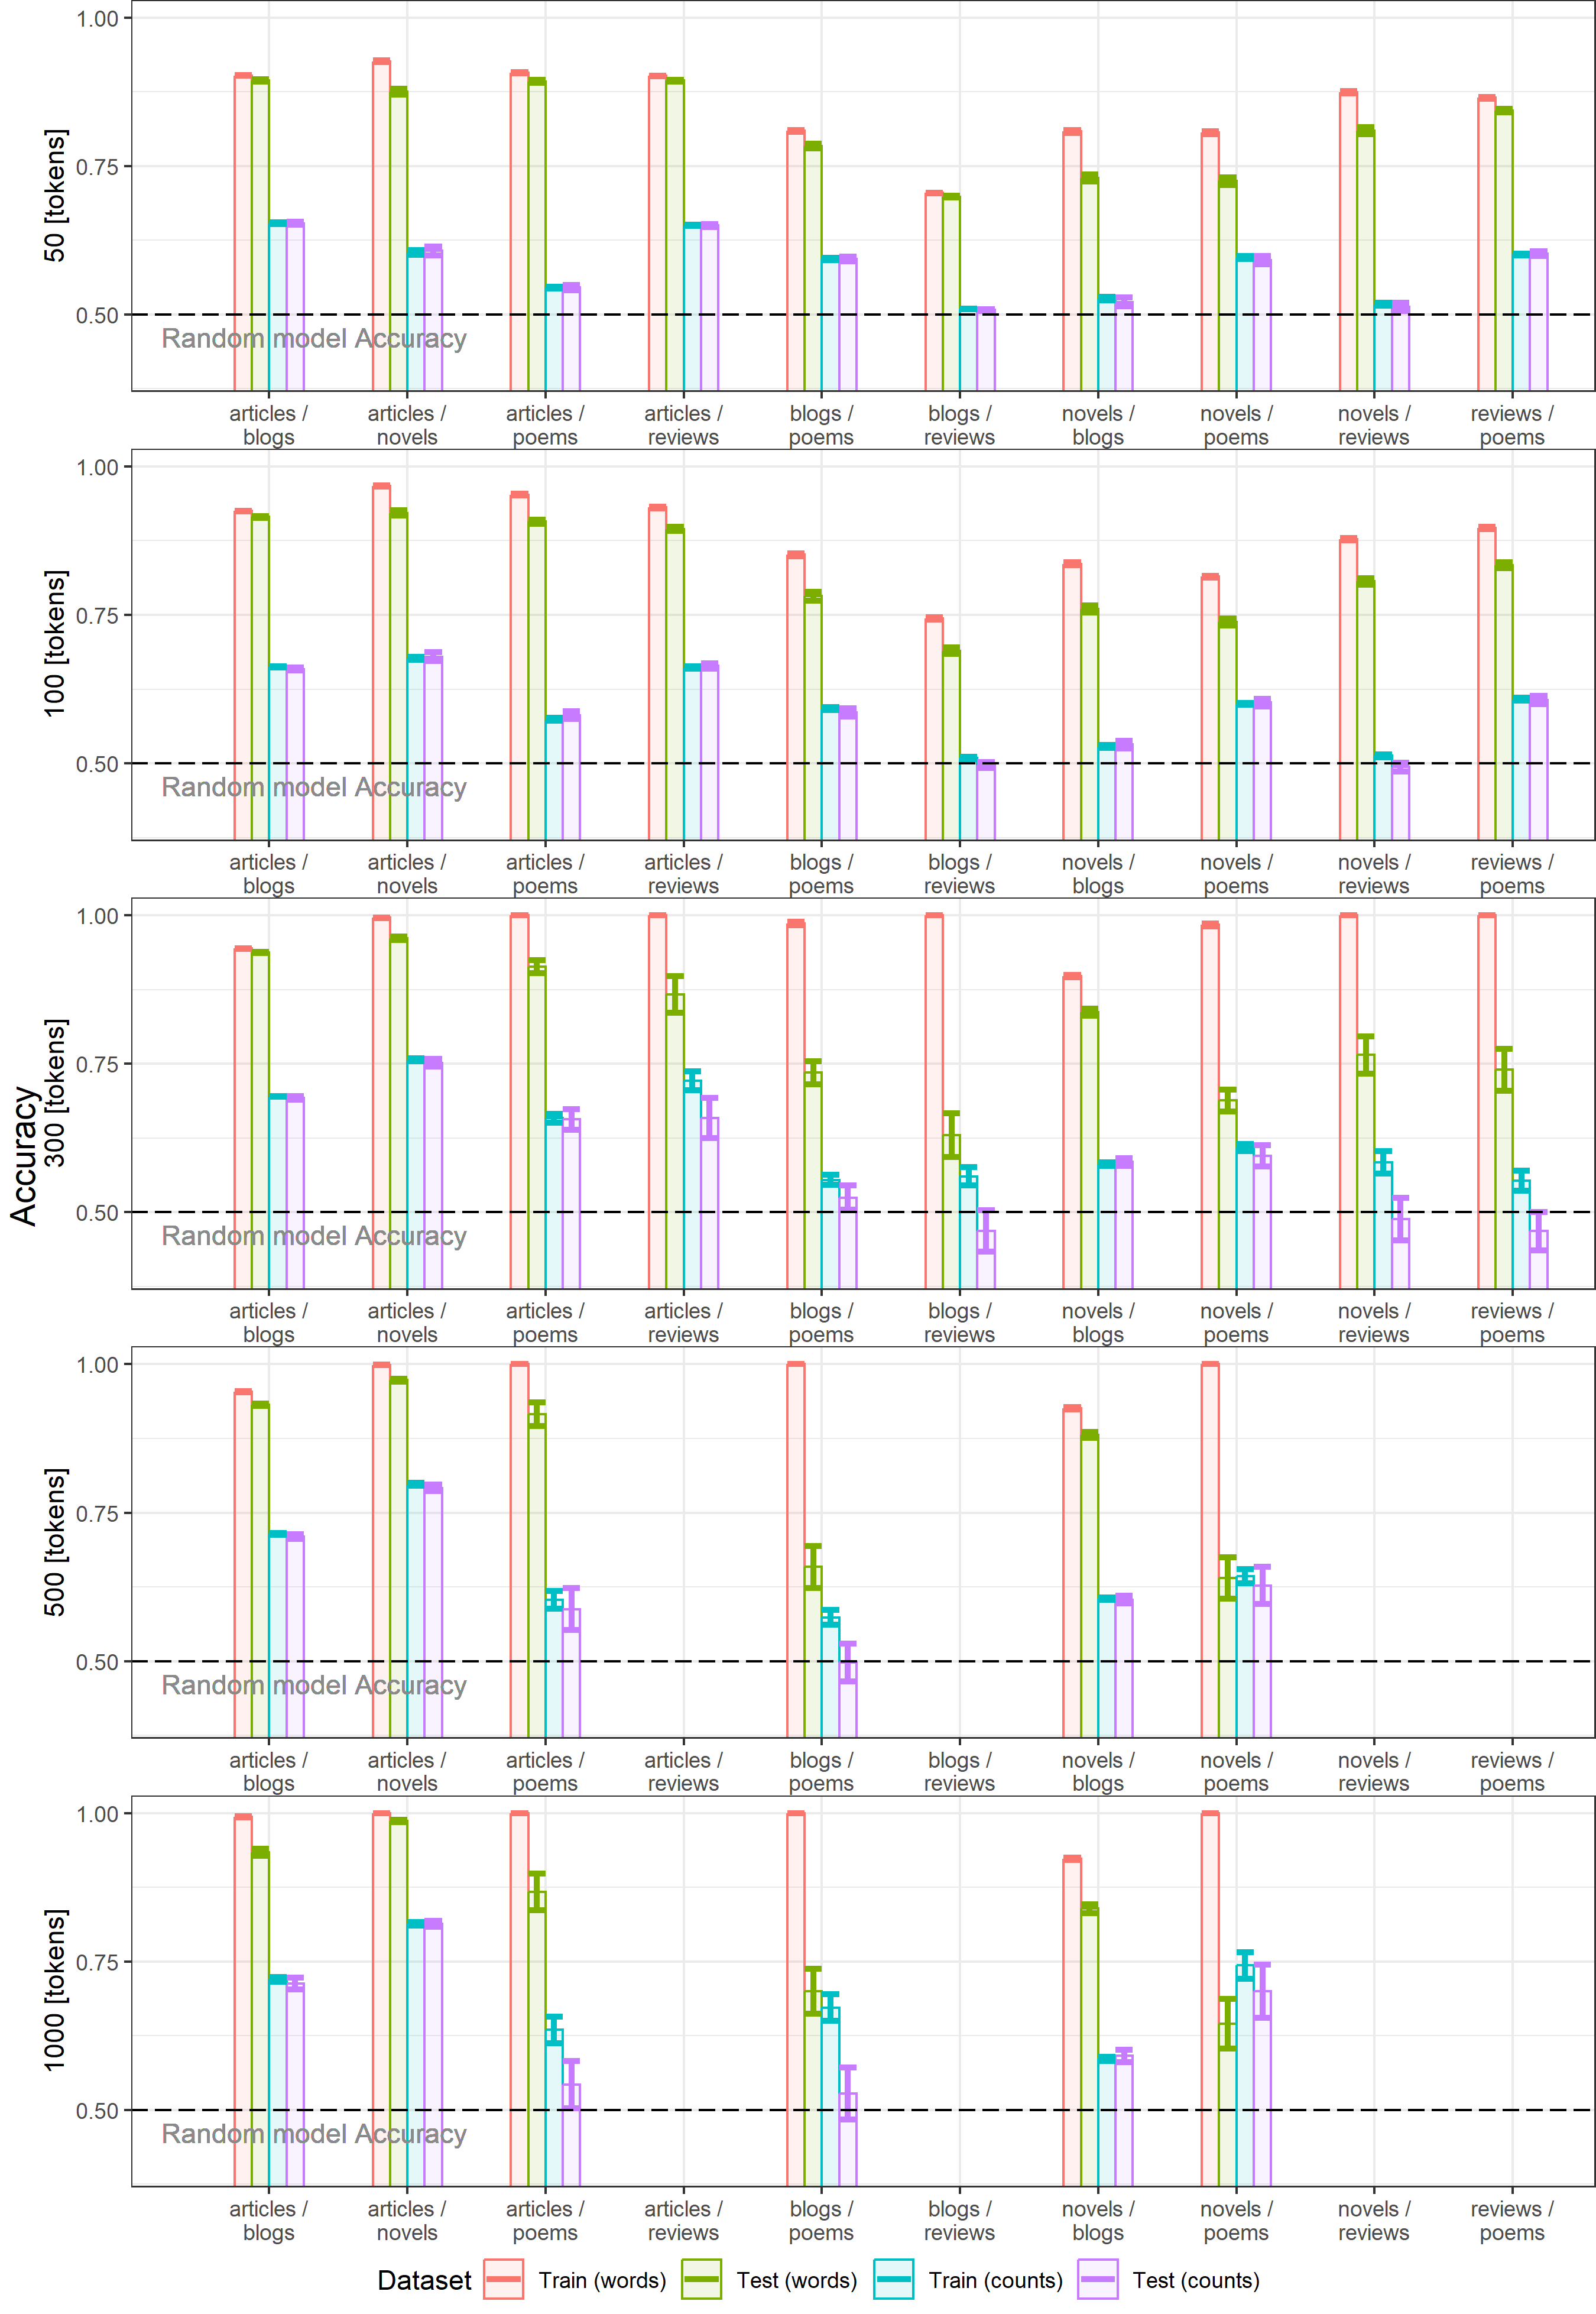 Accuracy
50 [tokens]
1.00
0.75
0.50
Random model Accuracy
articles /
blogs
articles /
novels
articles /
poems
articles /
reviews
blogs /
poems
blogs /
reviews
novels /
blogs
novels /
poems
novels /
reviews
reviews /
poems
100 [tokens]
1.00
0.75
0.50
Random model Accuracy
articles /
blogs
articles /
novels
articles /
poems
articles /
reviews
blogs /
poems
blogs /
reviews
novels /
blogs
novels /
poems
novels /
reviews
reviews /
poems
300 [tokens]
1.00
0.75
0.50
Random model Accuracy
articles /
blogs
articles /
novels
articles /
poems
articles /
reviews
blogs /
poems
blogs /
reviews
novels /
blogs
novels /
poems
novels /
reviews
reviews /
poems
500 [tokens]
1.00
0.75
0.50
Random model Accuracy
articles /
blogs
articles /
novels
articles /
poems
articles /
reviews
blogs /
poems
blogs /
reviews
novels /
blogs
novels /
poems
novels /
reviews
reviews /
poems
1000 [tokens]
1.00
0.75
0.50
Random model Accuracy
articles /
blogs
articles /
novels
articles /
poems
articles /
reviews
blogs /
poems
blogs /
reviews
novels /
blogs
novels /
poems
novels /
reviews
reviews /
poems
Dataset Train (words) Test (words) Train (counts) Test (counts)